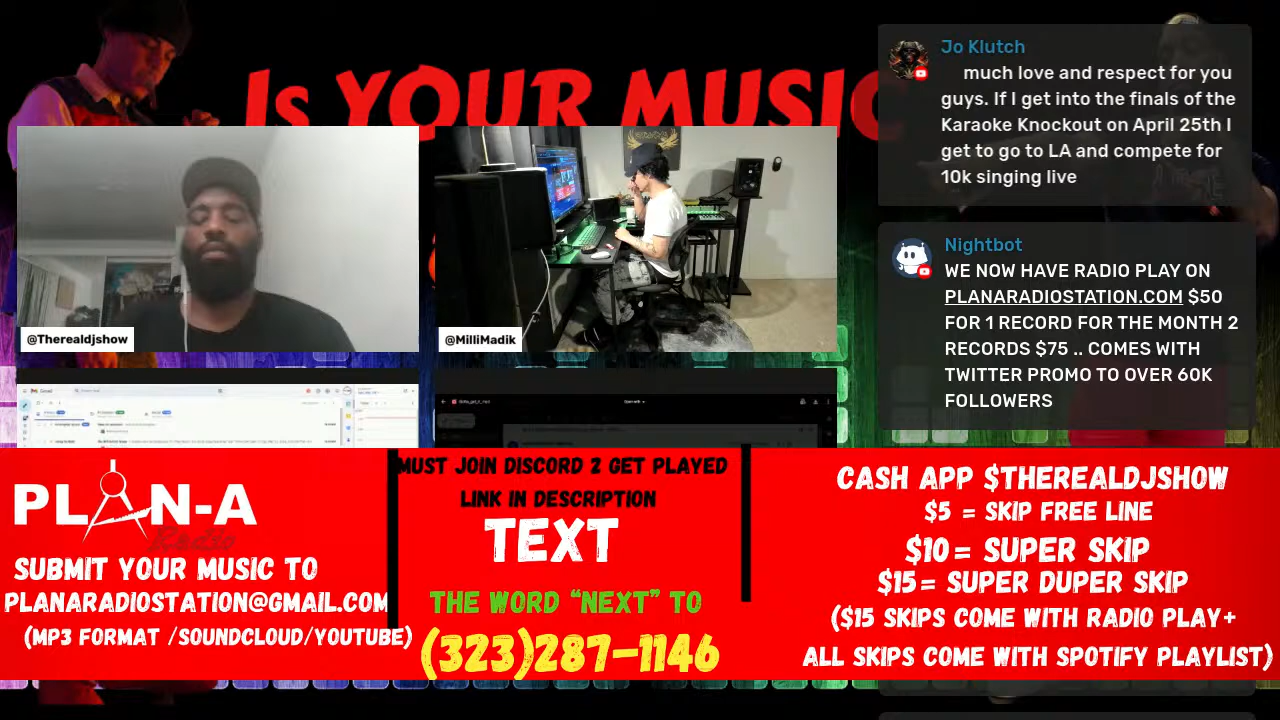 Is YOUR MUSIC
Jo Klutch
much love and respect for you
guys. If I get into the finals of the
Karaoke Knockout on April 25th I
get to go to LA and compete for
10k singing live
Nightbot
WE NOW HAVE RADIO PLAY ON
PLANARADIOSTATION.COM $50
FOR 1 RECORD FOR THE MONTH 2
RECORDS $75 .. COMES WITH
TWITTER PROMO TO OVER 60K
FOLLOWERS
@Therealdjshow
@MilliMadik
PLAN-A
Radio
SUBMIT YOUR MUSIC TO
PLANARADIOSTATION@GMAIL.COM
(MP3 FORMAT /SOUNDCLOUD/YOUTUBE)
MUST JOIN DISCORD 2 GET PLAYED
LINK IN DESCRIPTION
TEXT
THE WORD “NEXT” TO
(323)287-1146
CASH APP $THEREALDJSHOW
$5 = SKIP FREE LINE
$10= SUPER SKIP
$15= SUPER DUPER SKIP
($15 SKIPS COME WITH RADIO PLAY+
ALL SKIPS COME WITH SPOTIFY PLAYLIST)